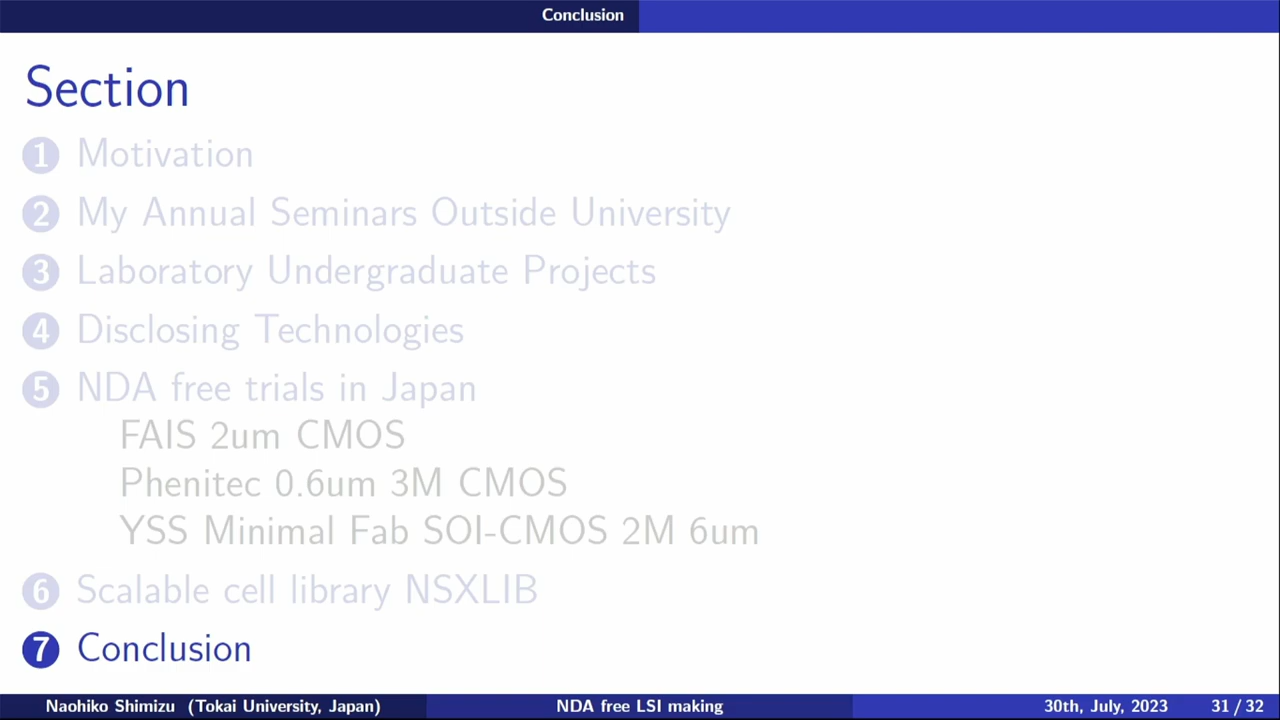 Conclusion
Section
1 Motivation
2 My Annual Seminars Outside University
3 Laboratory Undergraduate Projects
4 Disclosing Technologies
5 NDA free trials in Japan
FAIS 2um CMOS
Phenitec 0.6um 3M CMOS
YSS Minimal Fab SOI-CMOS 2M 6um
6 Scalable cell library NSXLIB
7 Conclusion
Naohiko Shimizu (Tokai University, Japan) NDA free LSI making 30th, July, 2023 31 / 32